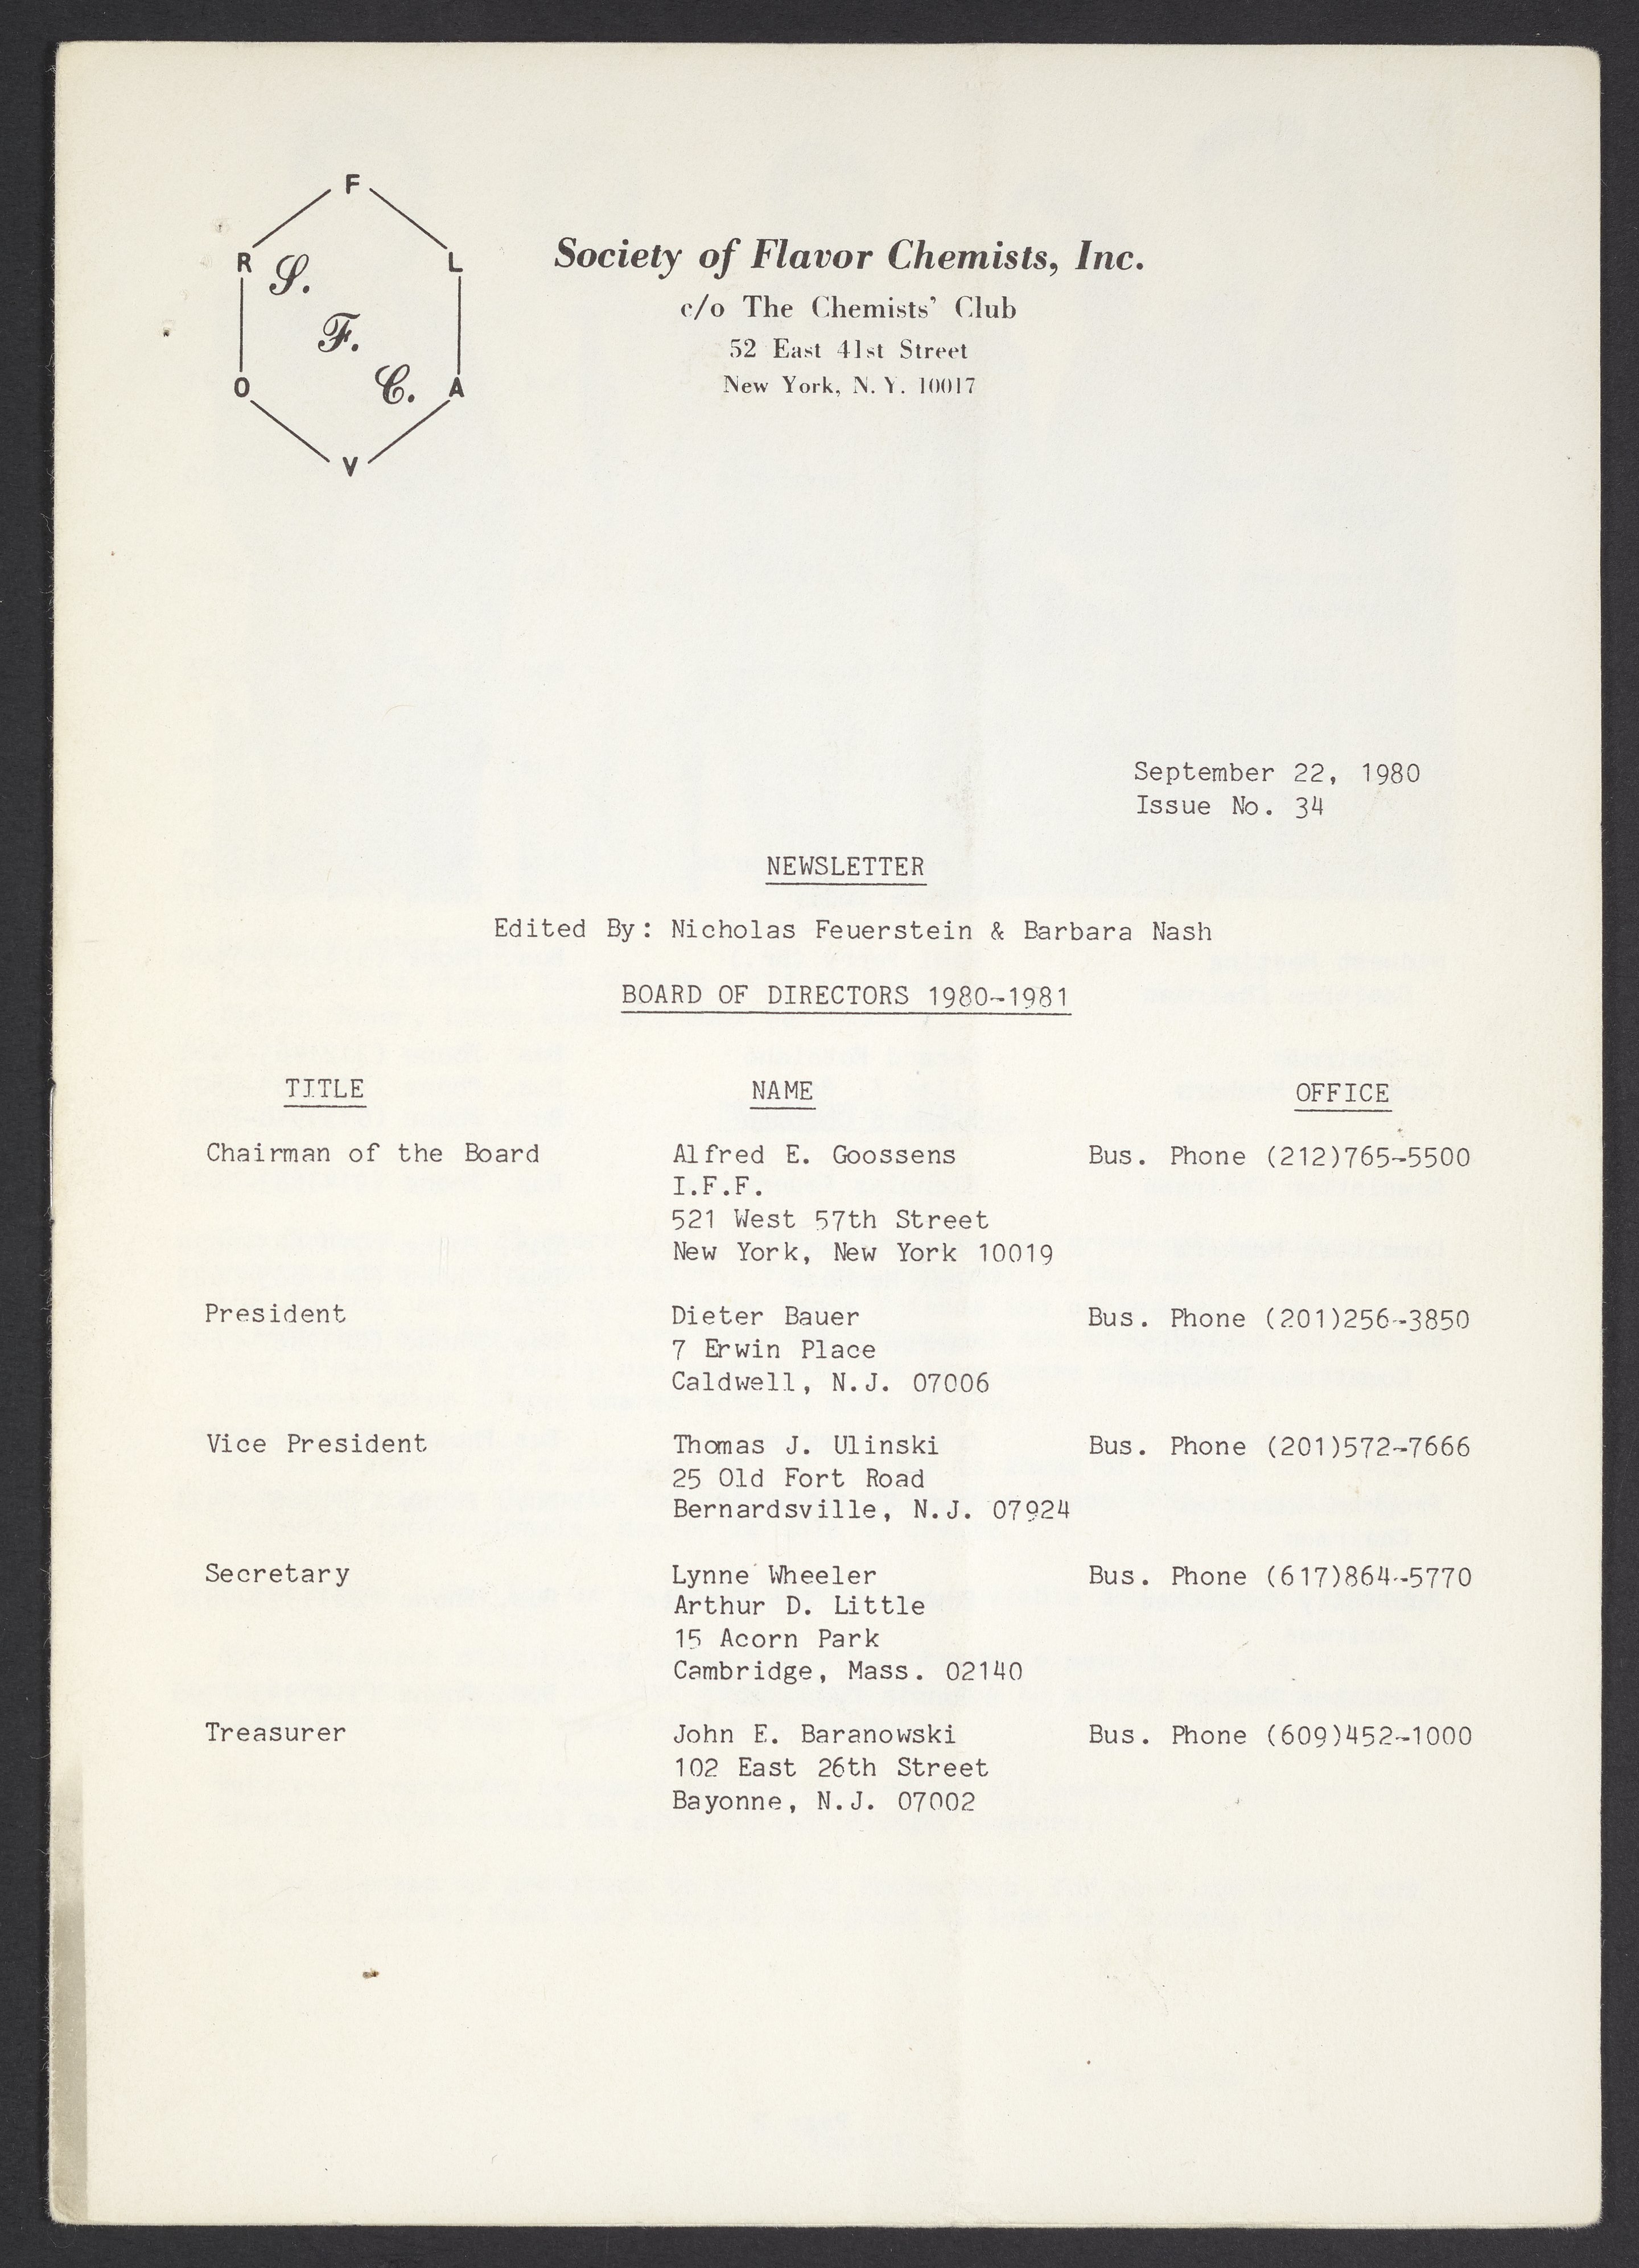 F
R L
S.
F.
C.
O A
V
Society of Flavor Chemists, Inc.
c/o The Chemists' Club
52 East 41st Street
New York, N. Y. 10017
September 22, 1980
Issue No. 34
NEWSLETTER
Edited By: Nicholas Feuerstein & Barbara Nash
BOARD OF DIRECTORS 1980-1981
TITLE NAME OFFICE
Chairman of the Board Alfred E. Goossens Bus. Phone (212)765-5500
I.F.F.
521 West 57th Street
New York, New York 10019
President Dieter Bauer Bus. Phone (201)256-3850
7 Erwin Place
Caldwell, N.J. 07006
Vice President Thomas J. Ulinski Bus. Phone (201)572-7666
25 Old Fort Road
Bernardsville, N.J. 07924
Secretary Lynne Wheeler Bus. Phone (617)864-5770
Arthur D. Little
15 Acorn Park
Cambridge, Mass. 02140
Treasurer John E. Baranowski Bus. Phone (609)452-1000
102 East 26th Street
Bayonne, N.J. 07002